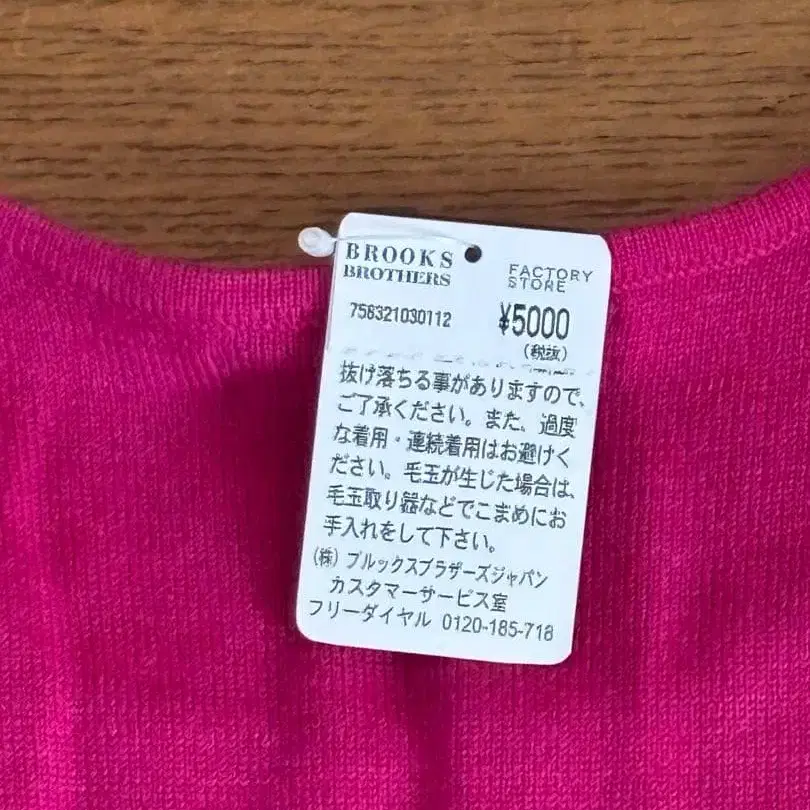 BROOKS
BROTHERS
FACTORY
STORE
758321030112
¥5000
(税抜)
抜け落ちる事がありますので、
ご了承ください。また、過度
な着用・連続着用はお避けく
ださい。毛玉が生じた場合は、
毛玉取り器などでこまめにお
手入れをして下さい。
(株) ブルックスブラザーズジャパン
カスタマーサービス室
フリーダイヤル 0120-185-718